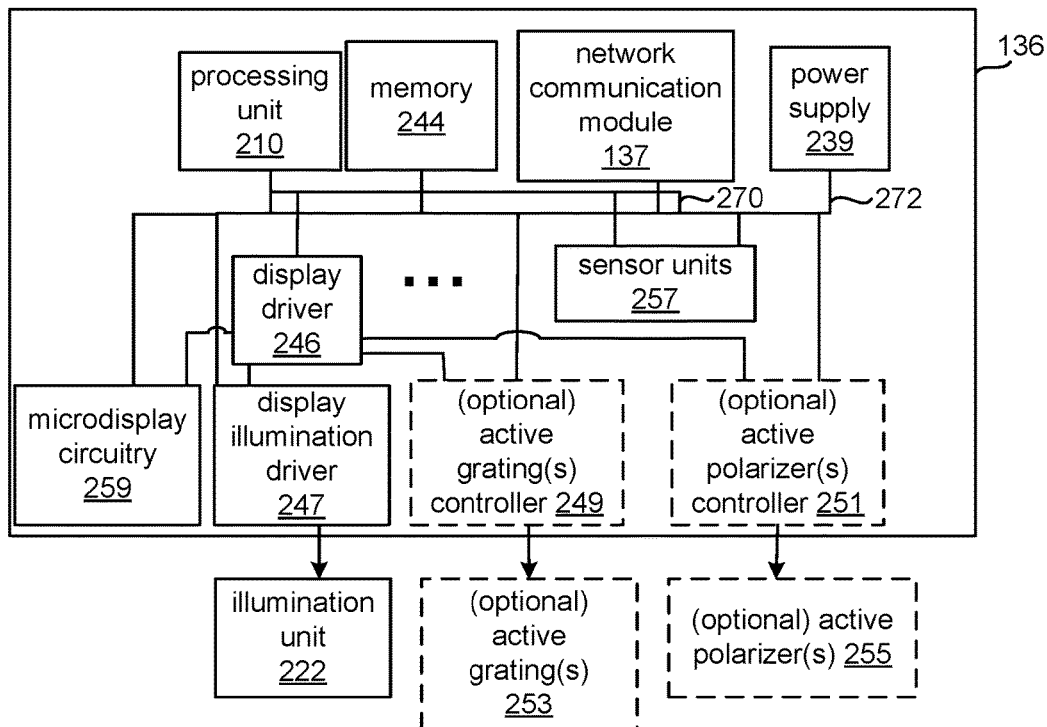 136
processing
unit
210
memory
244
network
communication
module
137
power
supply
239
270
272
display
driver
246
...
sensor units
257
microdisplay
circuitry
259
display
illumination
driver
247
(optional)
active
grating(s)
controller 249
(optional)
active
polarizer(s)
controller 251
illumination
unit
222
(optional)
active
grating(s)
253
(optional) active
polarizer(s) 255